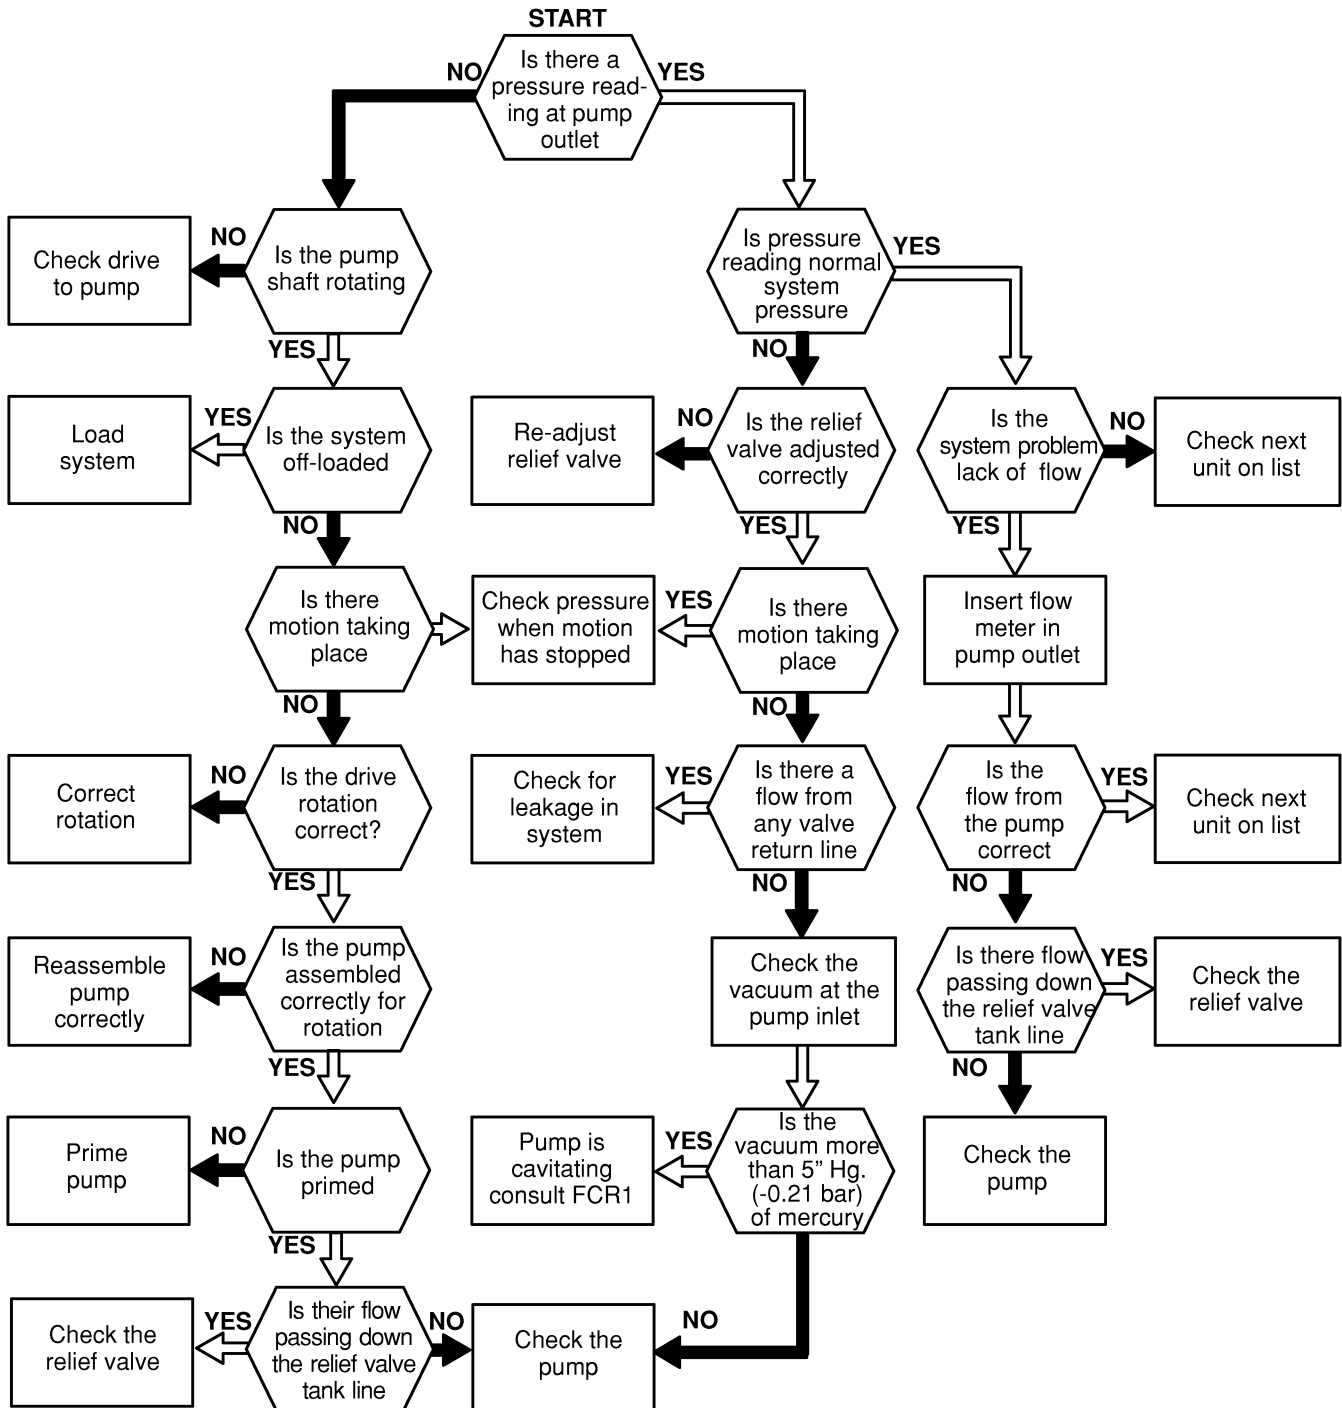 START
Is there a
pressure read-
ing at pump
outlet
NO
YES
Is the pump
shaft rotating
NO
Check drive
to pump
YES
Is pressure
reading normal
system
pressure
YES
NO
Is the system
off-loaded
YES
Load
system
NO
Is the relief
valve adjusted
correctly
NO
Re-adjust
relief valve
YES
Is the
system problem
lack of flow
NO
Check next
unit on list
YES
Is there
motion taking
place
NO
Check pressure
when motion
has stopped
YES
Is there
motion taking
place
NO
Insert flow
meter in
pump outlet
Is the drive
rotation
correct?
NO
Correct
rotation
YES
Check for
leakage in
system
YES
Is there a
flow from
any valve
return line
NO
Is the
flow from
the pump
correct
YES
Check next
unit on list
NO
Is the pump
assembled
correctly for
rotation
NO
Reassemble
pump
correctly
YES
Check the
vacuum at the
pump inlet
Is there flow
passing down
the relief valve
tank line
YES
Check the
relief valve
NO
Is the pump
primed
NO
Prime
pump
YES
Pump is
cavitating
consult FCR1
YES
Is the
vacuum more
than 5” Hg.
(-0.21 bar)
of mercury
NO
Check the
pump
Is their flow
passing down
the relief valve
tank line
YES
Check the
relief valve
NO
Check the
pump